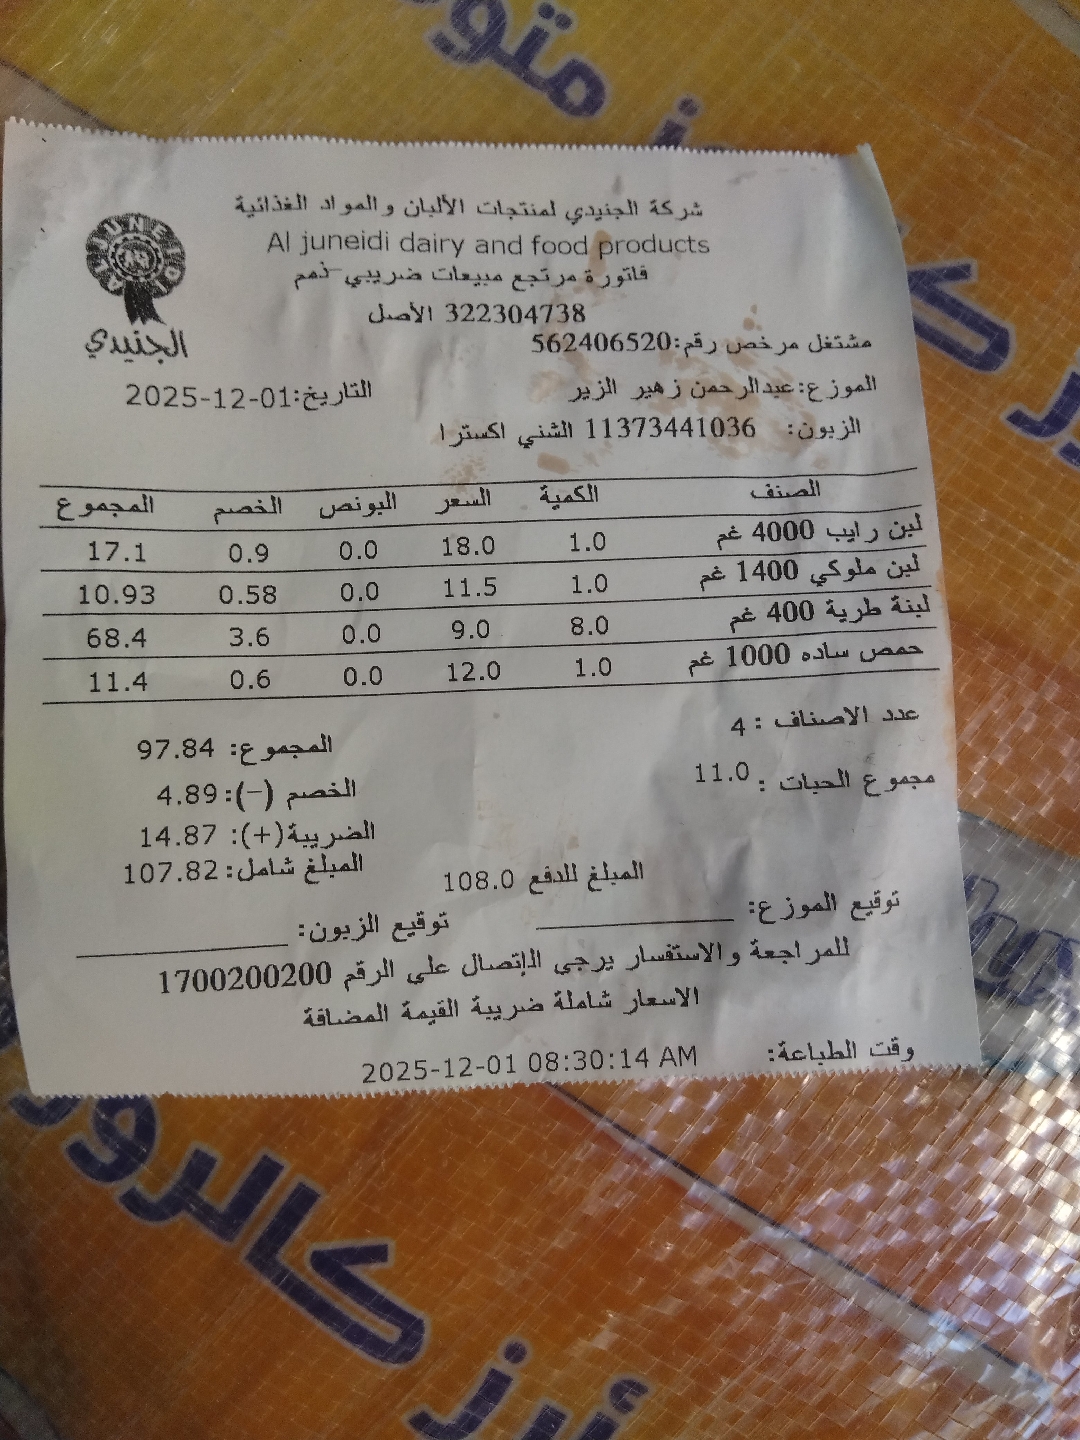 متو
كالروز
شركة الجنيدي لمنتجات الألبان والمواد الغذائية
Al juneidi dairy and food products
فاتورة مرتجع مبيعات ضريبي-ذمم
322304738 الأصل
AL JUNEIDI
الجنيدي
مشتغل مرخص رقم:562406520
الموزع:عبدالرحمن زهير الزير التاريخ:2025-12-01
الزبون: 11373441036 الشني اكسترا
الصنف الكمية السعر البونص الخصم المجموع
لبن رايب 4000 غم 1.0 18.0 0.0 0.9 17.1
لبن ملوكي 1400 غم 1.0 11.5 0.0 0.58 10.93
لبنة طرية 400 غم 8.0 9.0 0.0 3.6 68.4
حمص ساده 1000 غم 1.0 12.0 0.0 0.6 11.4
عدد الاصناف : 4 المجموع: 97.84
مجموع الحبات : 11.0 الخصم (-): 4.89
الضريبة(+): 14.87
المبلغ للدفع 108.0 المبلغ شامل: 107.82
توقيع الموزع: توقيع الزبون:
للمراجعة والاستفسار يرجى الإتصال على الرقم 1700200200
الاسعار شاملة ضريبة القيمة المضافة
وقت الطباعة: 2025-12-01 08:30:14 AM
أرز كالروز